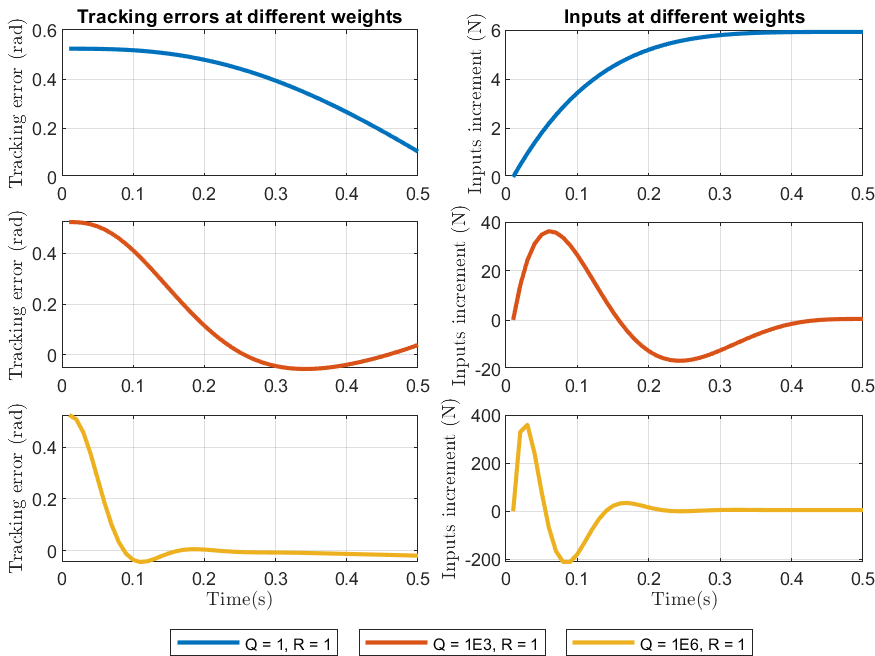 Tracking errors at different weights
Inputs at different weights
Tracking error (rad)
0.6
0.4
0.2
0
0 0.1 0.2 0.3 0.4 0.5
Inputs increment (N)
6
4
2
0
0 0.1 0.2 0.3 0.4 0.5
Tracking error (rad)
0.4
0.2
0
0 0.1 0.2 0.3 0.4 0.5
Inputs increment (N)
40
20
0
-20
0 0.1 0.2 0.3 0.4 0.5
Tracking error (rad)
0.4
0.2
0
0 0.1 0.2 0.3 0.4 0.5
Time(s)
Inputs increment (N)
400
200
0
-200
0 0.1 0.2 0.3 0.4 0.5
Time(s)
Q = 1, R = 1
Q = 1E3, R = 1
Q = 1E6, R = 1